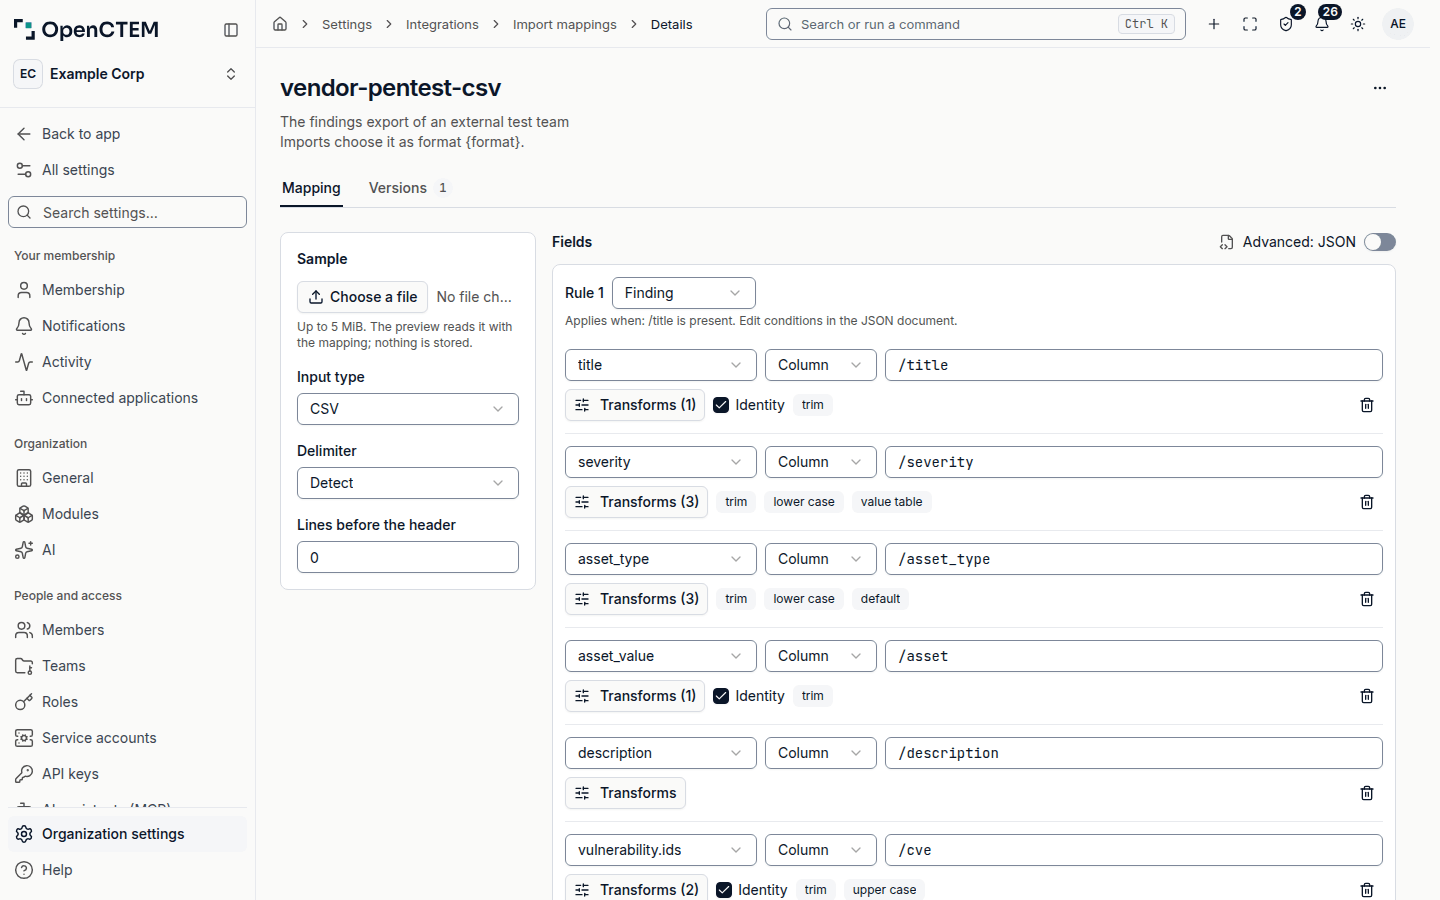 OpenCTEM
Settings
Integrations
Import mappings
Details
Search or run a command
Ctrl K
2
26
AE
EC
Example Corp
Back to app
All settings
Search settings...
Your membership
Membership
Notifications
Activity
Connected applications
Organization
General
Modules
AI
People and access
Members
Teams
Roles
Service accounts
API keys
Organization settings
Help
vendor-pentest-csv
The findings export of an external test team
Imports choose it as format {format}.
Mapping
Versions 1
Sample
Choose a file
No file ch...
Up to 5 MiB. The preview reads it with
the mapping; nothing is stored.
Input type
CSV
Delimiter
Detect
Lines before the header
0
Fields
Advanced: JSON
Rule 1
Finding
Applies when: /title is present. Edit conditions in the JSON document.
title
Column
/title
Transforms (1)
Identity
trim
severity
Column
/severity
Transforms (3)
trim
lower case
value table
asset_type
Column
/asset_type
Transforms (3)
trim
lower case
default
asset_value
Column
/asset
Transforms (1)
Identity
trim
description
Column
/description
Transforms
vulnerability.ids
Column
/cve
Transforms (2)
Identity
trim
upper case